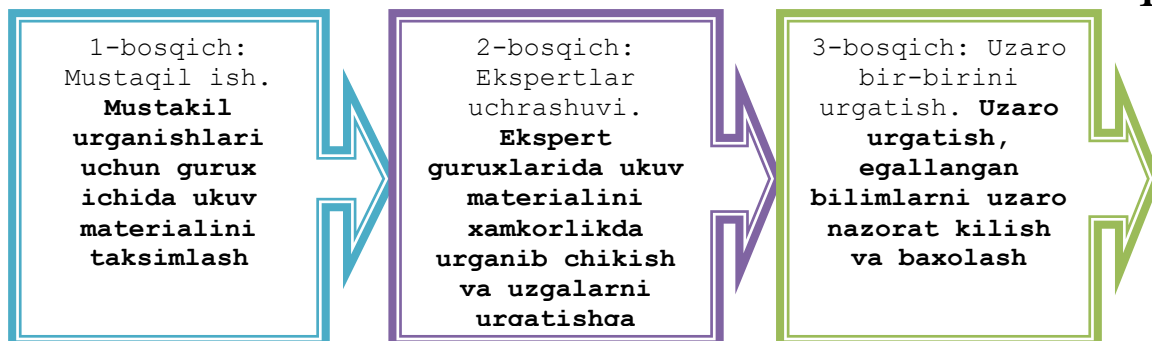 1-bosqich:
Mustaqil ish.
Mustakil
urganishlari
uchun gurux
ichida ukuv
materialini
taksimlash
2-bosqich:
Ekspertlar
uchrashuvi.
Ekspert
guruxlarida ukuv
materialini
xamkorlikda
urganib chikish
va uzgalarni
urgatishga
3-bosqich: Uzaro
bir-birini
urgatish. Uzaro
urgatish,
egallangan
bilimlarni uzaro
nazorat kilish
va baxolash